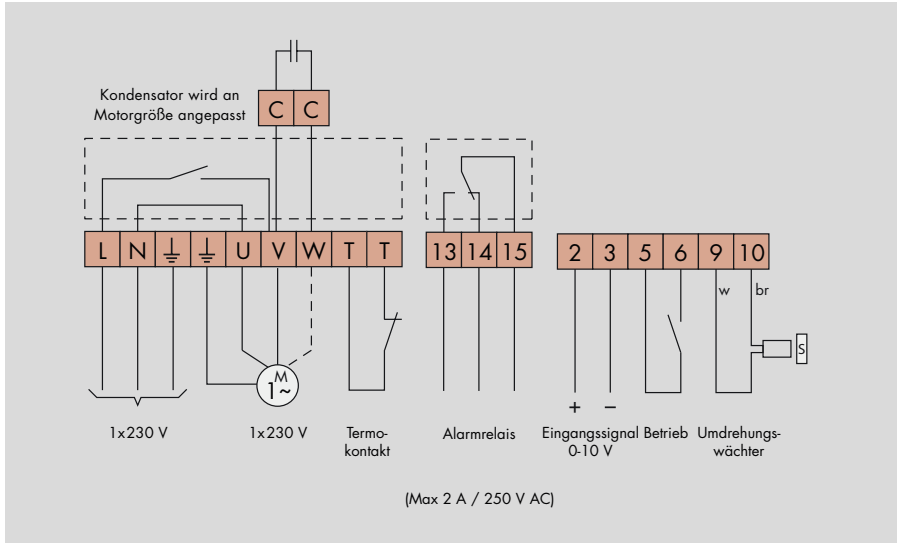 Kondensator wird an
Motorgröße angepasst
C C
L N U V W T T
13 14 15
2 3 5 6 9 10
w br
S
M
1~
+ −
1x230 V 1x230 V Termo-
kontakt
Alarmrelais
Eingangssignal
0-10 V
Betrieb
Umdrehungs-
wächter
(Max 2 A / 250 V AC)